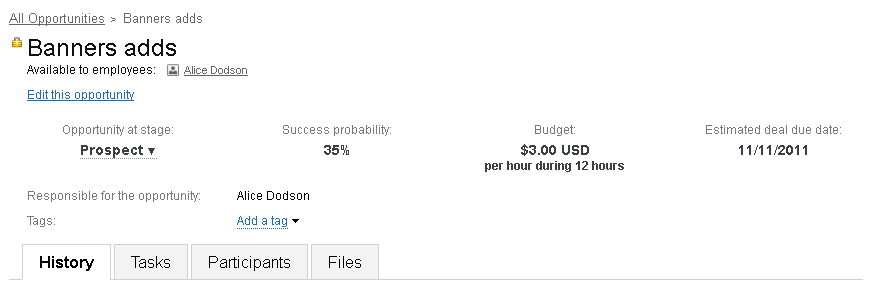 All Opportunities > Banners adds
Banners adds
Available to employees: Alice Dodson
Edit this opportunity
Opportunity at stage: Success probability: Budget: Estimated deal due date:
Prospect ▾ 35% $3.00 USD 11/11/2011
per hour during 12 hours
Responsible for the opportunity: Alice Dodson
Tags: Add a tag ▾
History Tasks Participants Files